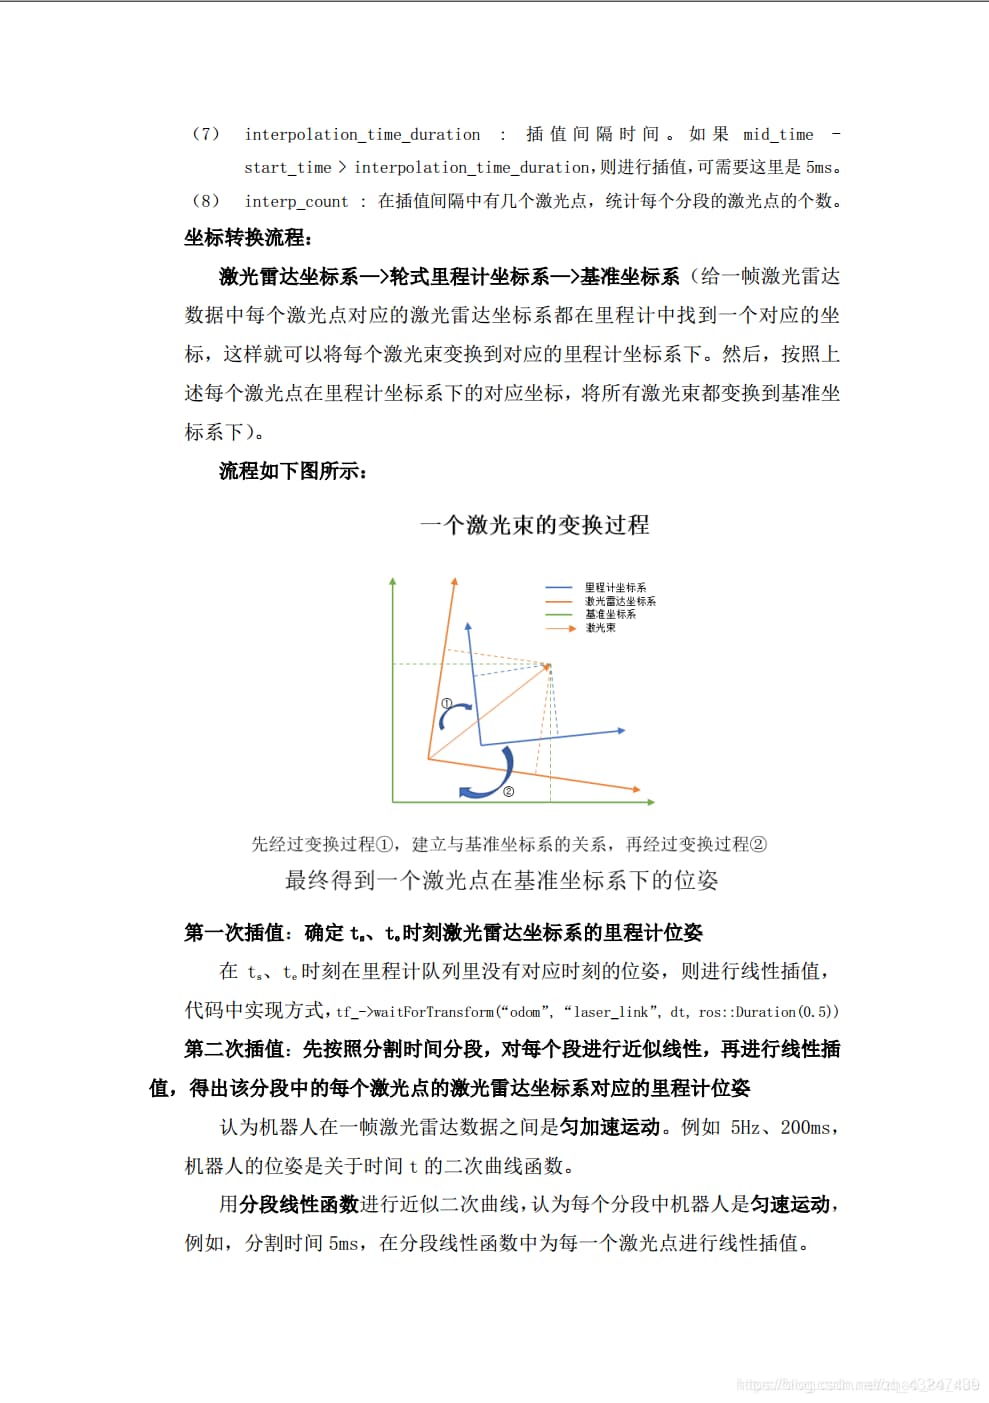 （7） interpolation_time_duration : 插值间隔时间。如果 mid_time -
start_time > interpolation_time_duration,则进行插值,可需要这里是 5ms。
（8） interp_count : 在插值间隔中有几个激光点，统计每个分段的激光点的个数。
坐标转换流程：
激光雷达坐标系—>轮式里程计坐标系—>基准坐标系（给一帧激光雷达
数据中每个激光点对应的激光雷达坐标系都在里程计中找到一个对应的坐
标，这样就可以将每个激光束变换到对应的里程计坐标系下。然后，按照上
述每个激光点在里程计坐标系下的对应坐标，将所有激光束都变换到基准坐
标系下）。
流程如下图所示：
一个激光束的变换过程
里程计坐标系
激光雷达坐标系
基准坐标系
激光束
①
②
先经过变换过程①，建立与基准坐标系的关系，再经过变换过程②
最终得到一个激光点在基准坐标系下的位姿
第一次插值：确定 tₛ、tₑ时刻激光雷达坐标系的里程计位姿
在 tₛ、tₑ时刻在里程计队列里没有对应时刻的位姿，则进行线性插值，
代码中实现方式，tf_->waitForTransform(“odom”, “laser_link”, dt, ros::Duration(0.5))
第二次插值：先按照分割时间分段，对每个段进行近似线性，再进行线性插
值，得出该分段中的每个激光点的激光雷达坐标系对应的里程计位姿
认为机器人在一帧激光雷达数据之间是匀加速运动。例如 5Hz、200ms，
机器人的位姿是关于时间 t 的二次曲线函数。
用分段线性函数进行近似二次曲线，认为每个分段中机器人是匀速运动，
例如，分割时间 5ms，在分段线性函数中为每一个激光点进行线性插值。